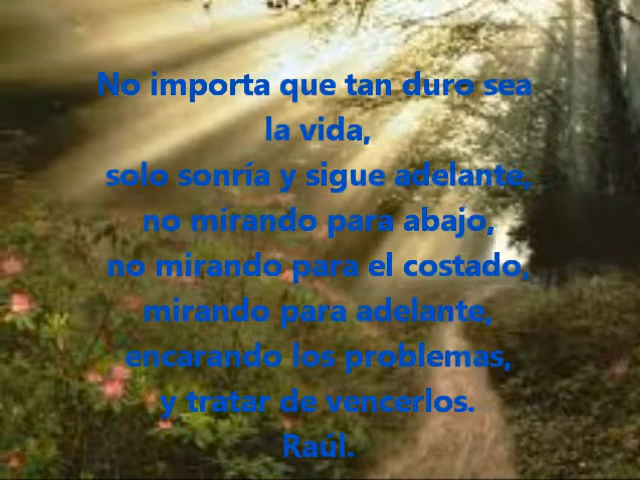 No importa que tan duro sea
la vida,
solo sonría y sigue adelante,
no mirando para abajo,
no mirando para el costado,
mirando para adelante,
encarando los problemas,
y tratar de vencerlos.
Raúl.